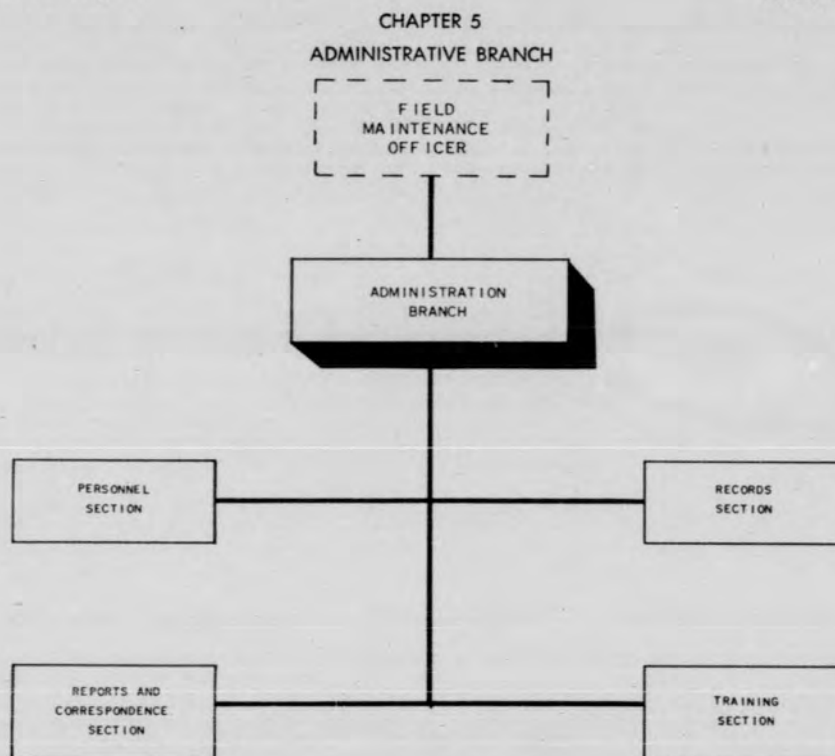 CHAPTER 5
ADMINISTRATIVE BRANCH
FIELD
MAINTENANCE
OFFICER
ADMINISTRATION
BRANCH
PERSONNEL
SECTION
RECORDS
SECTION
REPORTS AND
CORRESPONDENCE
SECTION
TRAINING
SECTION